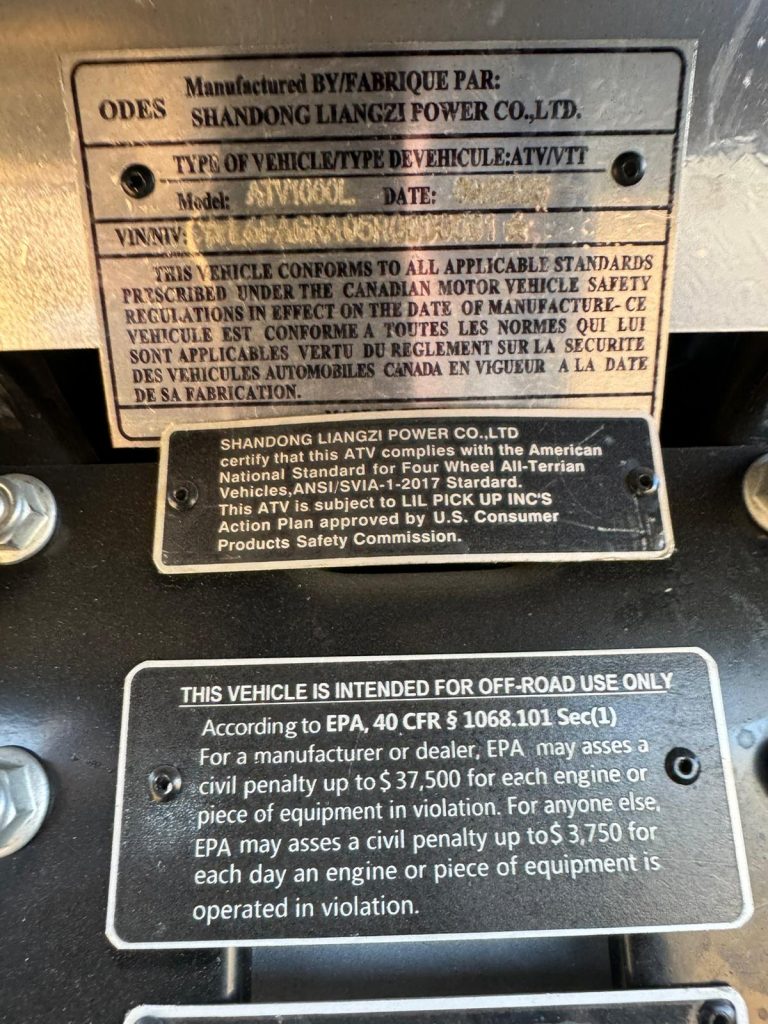 Manufactured BY/FABRIQUE PAR:
ODES SHANDONG LIANGZI POWER CO.,LTD.
TYPE OF VEHICLE/TYPE DEVEHICULE:ATV/VTT
Model: ATV1000L DATE:
VIN/NIV:
THIS VEHICLE CONFORMS TO ALL APPLICABLE STANDARDS
PRESCRIBED UNDER THE CANADIAN MOTOR VEHICLE SAFETY
REGULATIONS IN EFFECT ON THE DATE OF MANUFACTURE- CE
VEHICULE EST CONFORME A TOUTES LES NORMES QUI LUI
SONT APPLICABLES VERTU DU REGLEMENT SUR LA SECURITE
DES VEHICULES AUTOMOBILES CANADA EN VIGUEUR A LA DATE
DE SA FABRICATION.
SHANDONG LIANGZI POWER CO.,LTD
certify that this ATV complies with the American
National Standard for Four Wheel All-Terrian
Vehicles,ANSI/SVIA-1-2017 Strandard.
This ATV is subject to LIL PICK UP INC'S
Action Plan approved by U.S. Consumer
Products Safety Commission.
THIS VEHICLE IS INTENDED FOR OFF-ROAD USE ONLY
According to EPA, 40 CFR § 1068.101 Sec(1)
For a manufacturer or dealer, EPA may asses a
civil penalty up to $ 37,500 for each engine or
piece of equipment in violation. For anyone else,
EPA may asses a civil penalty up to$ 3,750 for
each day an engine or piece of equipment is
operated in violation.